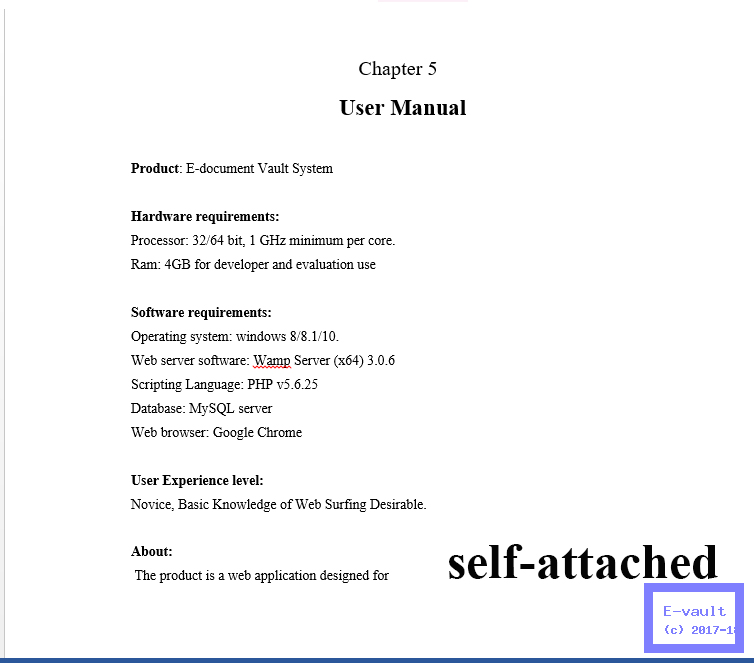 Chapter 5
User Manual
Product: E-document Vault System
Hardware requirements:
Processor: 32/64 bit, 1 GHz minimum per core.
Ram: 4GB for developer and evaluation use
Software requirements:
Operating system: windows 8/8.1/10.
Web server software: Wamp Server (x64) 3.0.6
Scripting Language: PHP v5.6.25
Database: MySQL server
Web browser: Google Chrome
User Experience level:
Novice, Basic Knowledge of Web Surfing Desirable.
About:
The product is a web application designed for
self-attached
E-vault
(c) 2017-18